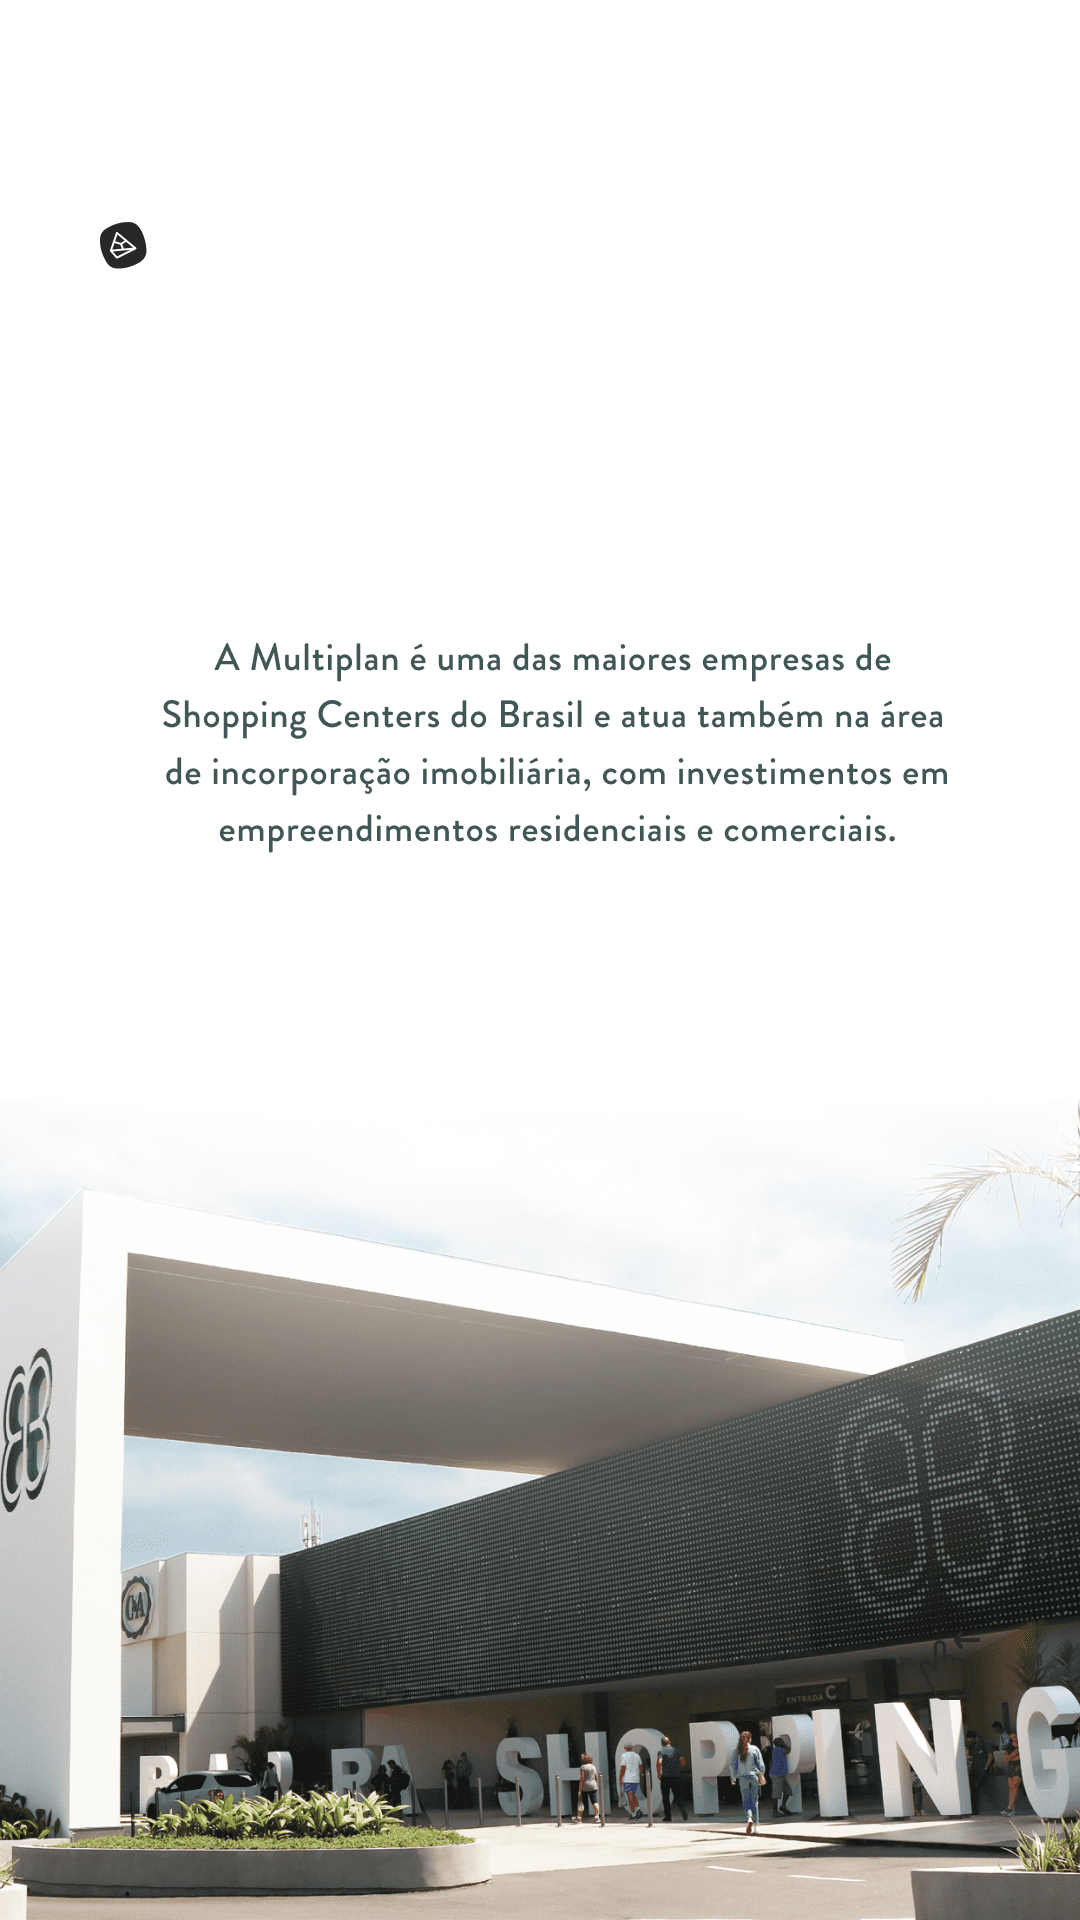 A Multiplan é uma das maiores empresas de
Shopping Centers do Brasil e atua também na área
de incorporação imobiliária, com investimentos em
empreendimentos residenciais e comerciais.
C&A
ENTRADA C
SHOPPING